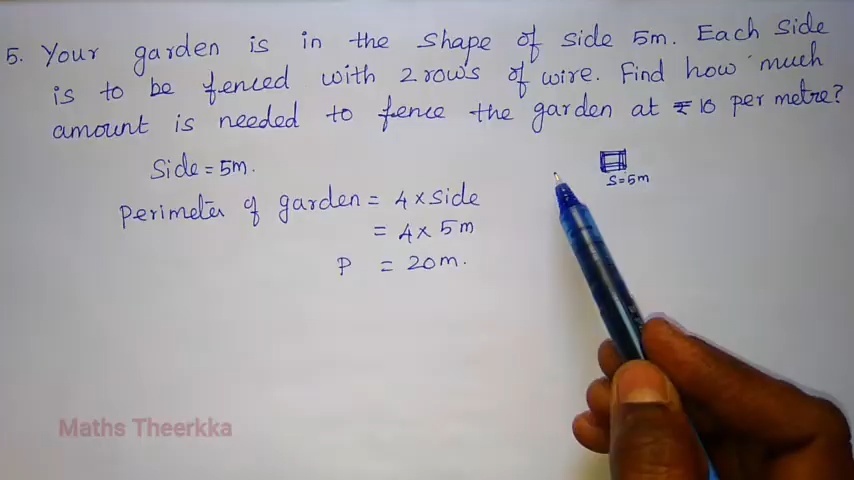 5. Your garden is in the shape of side 5m. Each side
is to be fenced with 2 rows of wire. Find how much
amount is needed to fence the garden at ₹ 10 per metre?
Side = 5m.
S=5m
Perimeter of garden = 4 × side
= 4 × 5m
P = 20m.
Maths Theerkka